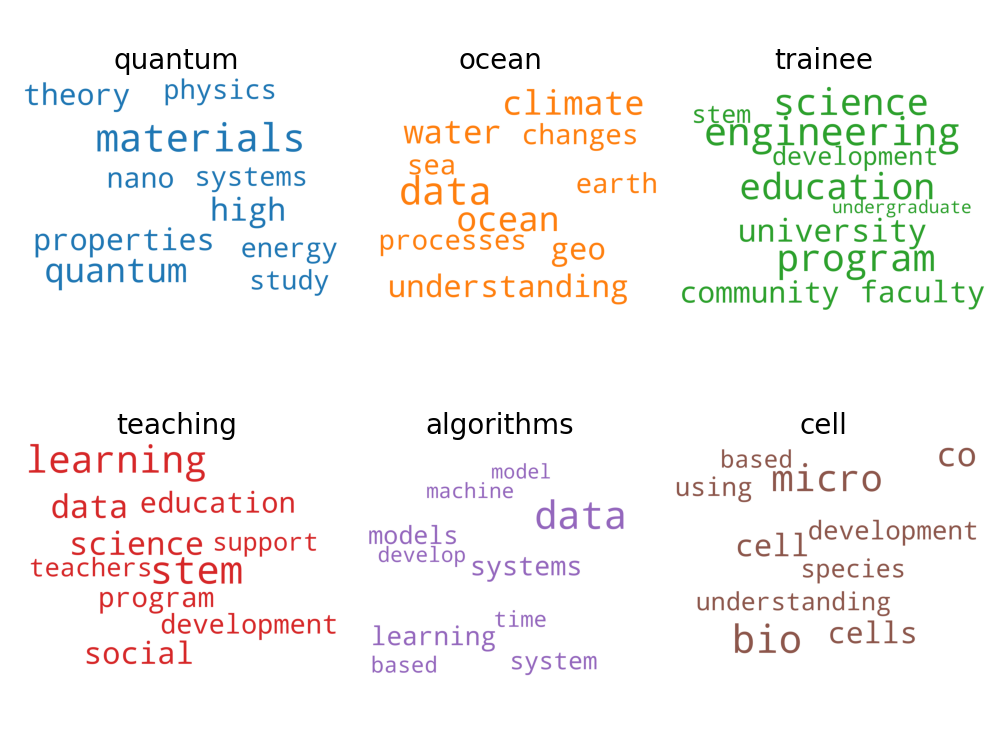 quantum
theory physics
materials
nano systems
high
properties energy
quantum study
ocean
climate
water changes
sea
data earth
ocean
processes geo
understanding
trainee
stem science
engineering
development
education
undergraduate
university
program
community faculty
teaching
learning
data education
science support
teachers stem
program
development
social
algorithms
model
machine
data
models
develop systems
time
learning
based system
cell
based co
using micro
cell development
species
understanding
bio cells